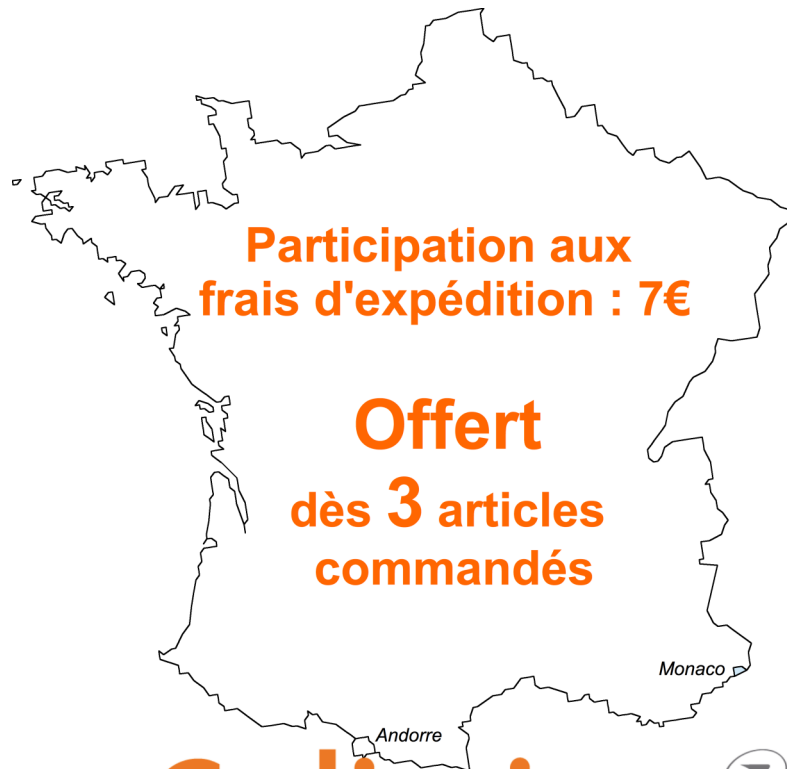 Participation aux
frais d'expédition : 7€
Offert
dès 3 articles
commandés
Monaco
Andorre